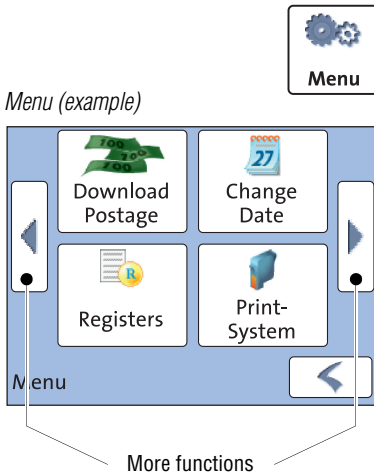 Menu
Menu (example)
100
100
100
Download
Postage
27
Change
Date
R
Registers
Print-
System
Menu
More functions